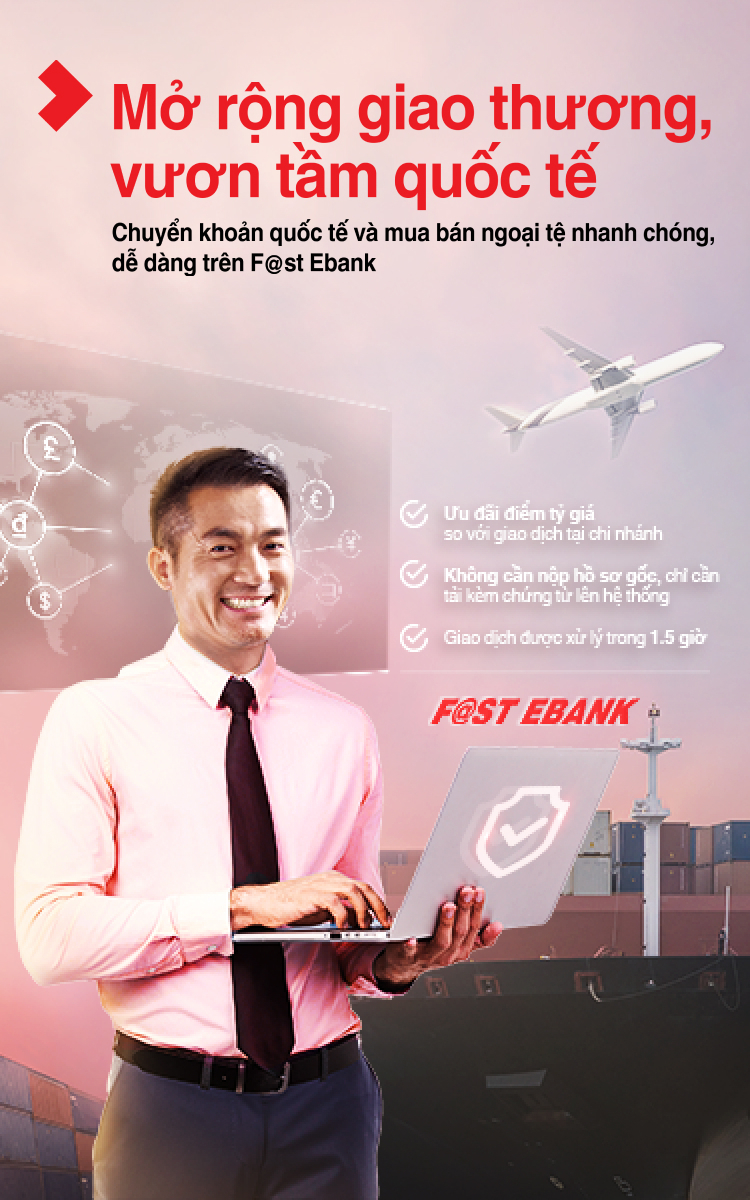 Mở rộng giao thương,
vươn tầm quốc tế
Chuyển khoản quốc tế và mua bán ngoại tệ nhanh chóng,
dễ dàng trên F@st Ebank
£
€
₫
¥
$
Ưu đãi điểm tỷ giá
so với giao dịch tại chi nhánh
Không cần nộp hồ sơ gốc, chỉ cần
tải kèm chứng từ lên hệ thống
Giao dịch được xử lý trong 1.5 giờ
F@ST EBANK